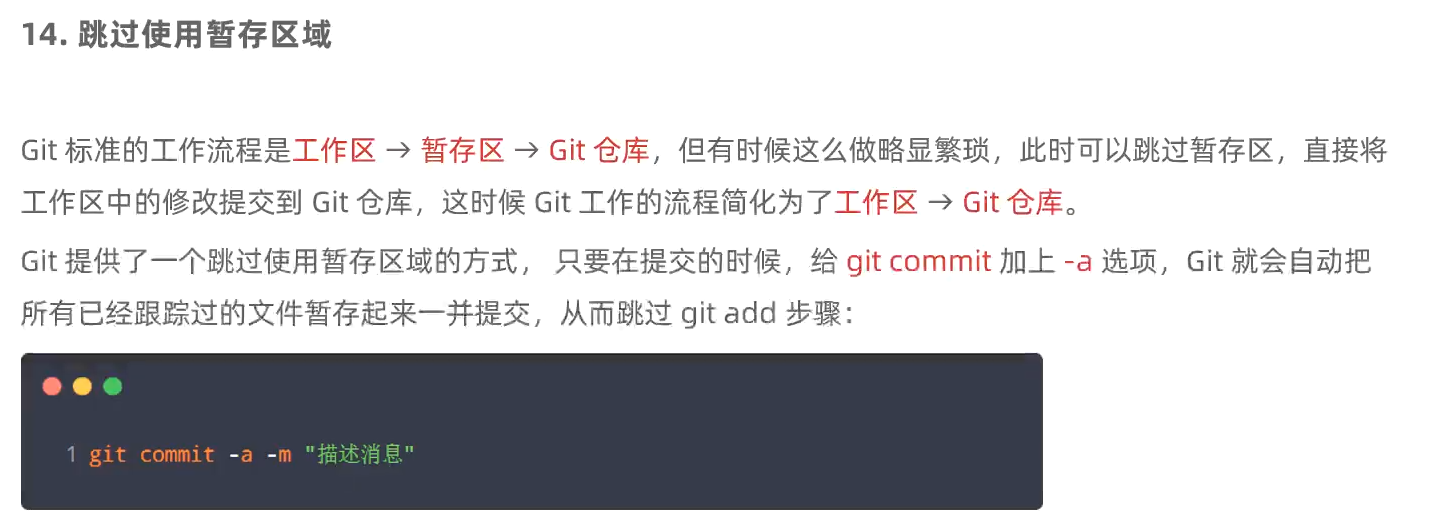 14. 跳过使用暂存区域
Git 标准的工作流程是工作区 → 暂存区 → Git 仓库，但有时候这么做略显繁琐，此时可以跳过暂存区，直接将
工作区中的修改提交到 Git 仓库，这时候 Git 工作的流程简化为了工作区 → Git 仓库。
Git 提供了一个跳过使用暂存区域的方式， 只要在提交的时候，给 git commit 加上 -a 选项，Git 就会自动把
所有已经跟踪过的文件暂存起来一并提交，从而跳过 git add 步骤：
1 git commit -a -m "描述消息"